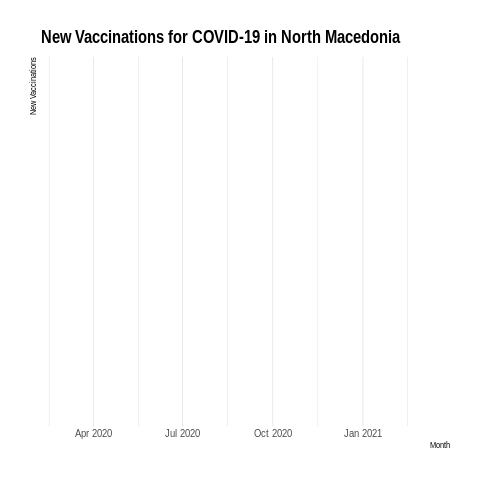 New Vaccinations for COVID-19 in North Macedonia
New Vaccinations
Apr 2020
Jul 2020
Oct 2020
Jan 2021
Month